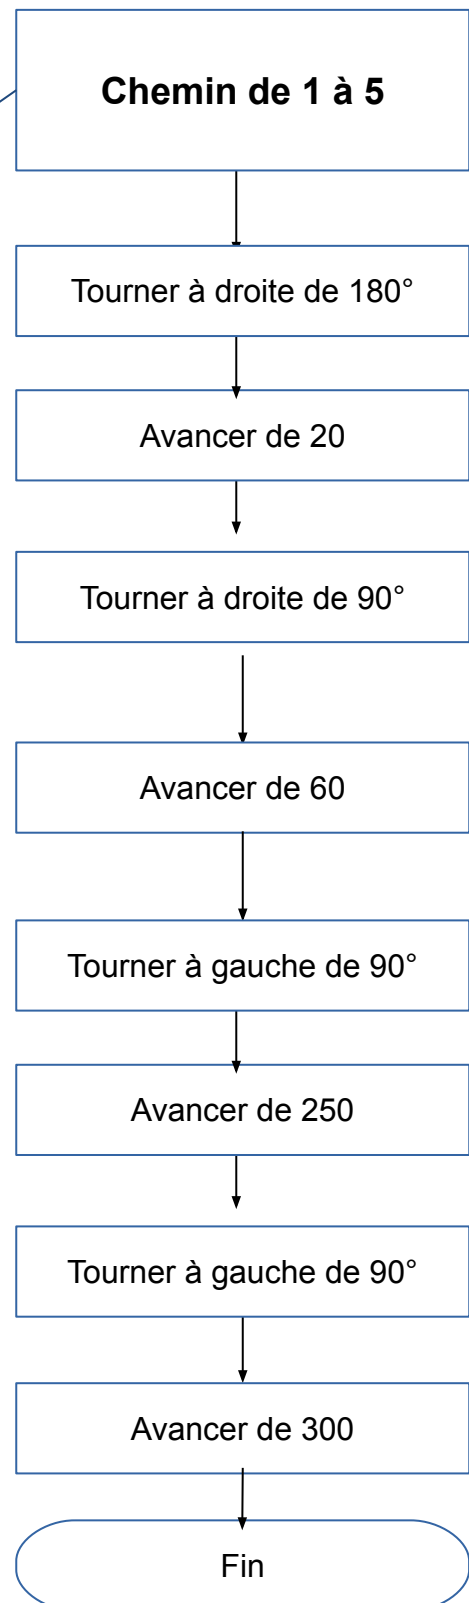 Chemin de 1 à 5
Tourner à droite de 180°
Avancer de 20
Tourner à droite de 90°
Avancer de 60
Tourner à gauche de 90°
Avancer de 250
Tourner à gauche de 90°
Avancer de 300
Fin